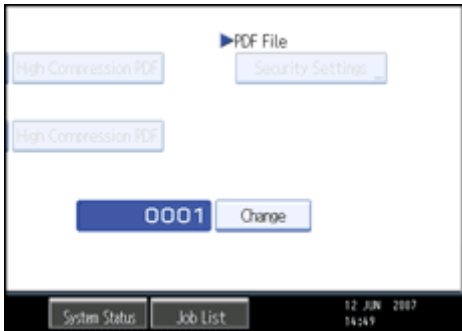 PDF File
High Compression PDF
Security Settings
High Compression PDF
0001
Change
System Status
Job List
12 JUN 2007
14:49